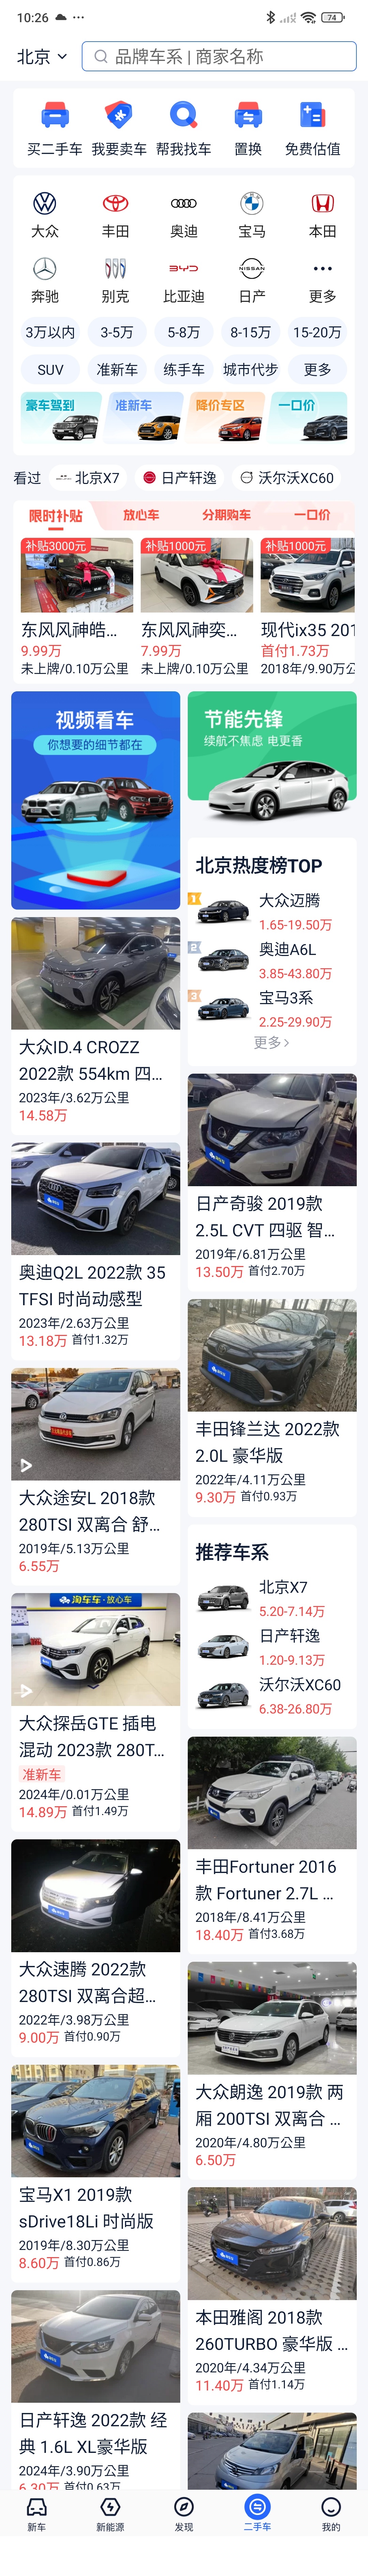 10:26
74
北京
品牌车系 | 商家名称
买二手车 我要卖车 帮我找车 置换 免费估值
大众 丰田 奥迪 宝马 本田
BYD NISSAN
奔驰 别克 比亚迪 日产 更多
3万以内 3-5万 5-8万 8-15万 15-20万
SUV 准新车 练手车 城市代步 更多
豪车驾到 准新车 降价专区 一口价
看过 北京X7 日产轩逸 沃尔沃XC60
限时补贴 放心车 分期购车 一口价
补贴3000元 补贴1000元 补贴1000元
东风风神皓... 东风风神奕... 现代ix35 201
9.99万 7.99万 首付1.73万
未上牌/0.10万公里 未上牌/0.10万公里 2018年/9.90万公
视频看车
你想要的细节都在
节能先锋
续航不焦虑 电更香
北京热度榜TOP
1
大众迈腾
1.65-19.50万
2
奥迪A6L
3.85-43.80万
3
宝马3系
2.25-29.90万
更多
大众ID.4 CROZZ
2022款 554km 四...
2023年/3.62万公里
14.58万
日产奇骏 2019款
2.5L CVT 四驱 智...
2019年/6.81万公里
13.50万 首付2.70万
奥迪Q2L 2022款 35
TFSI 时尚动感型
2023年/2.63万公里
13.18万 首付1.32万
丰田锋兰达 2022款
2.0L 豪华版
2022年/4.11万公里
9.30万 首付0.93万
大众途安L 2018款
280TSI 双离合 舒...
2019年/5.13万公里
6.55万
推荐车系
北京X7
5.20-7.14万
日产轩逸
1.20-9.13万
沃尔沃XC60
6.38-26.80万
淘车车·放心车
大众探岳GTE 插电
混动 2023款 280T...
准新车
2024年/0.01万公里
14.89万 首付1.49万
丰田Fortuner 2016
款 Fortuner 2.7L ...
2018年/8.41万公里
18.40万 首付3.68万
大众速腾 2022款
280TSI 双离合超...
2022年/3.98万公里
9.00万 首付0.90万
大众朗逸 2019款 两
厢 200TSI 双离合 ...
2020年/4.80万公里
6.50万
宝马X1 2019款
sDrive18Li 时尚版
2019年/8.30万公里
8.60万 首付0.86万
本田雅阁 2018款
260TURBO 豪华版 ...
2020年/4.34万公里
11.40万 首付1.14万
日产轩逸 2022款 经
典 1.6L XL豪华版
2024年/3.90万公里
6.30万 首付0.63万
新车 新能源 发现 二手车 我的